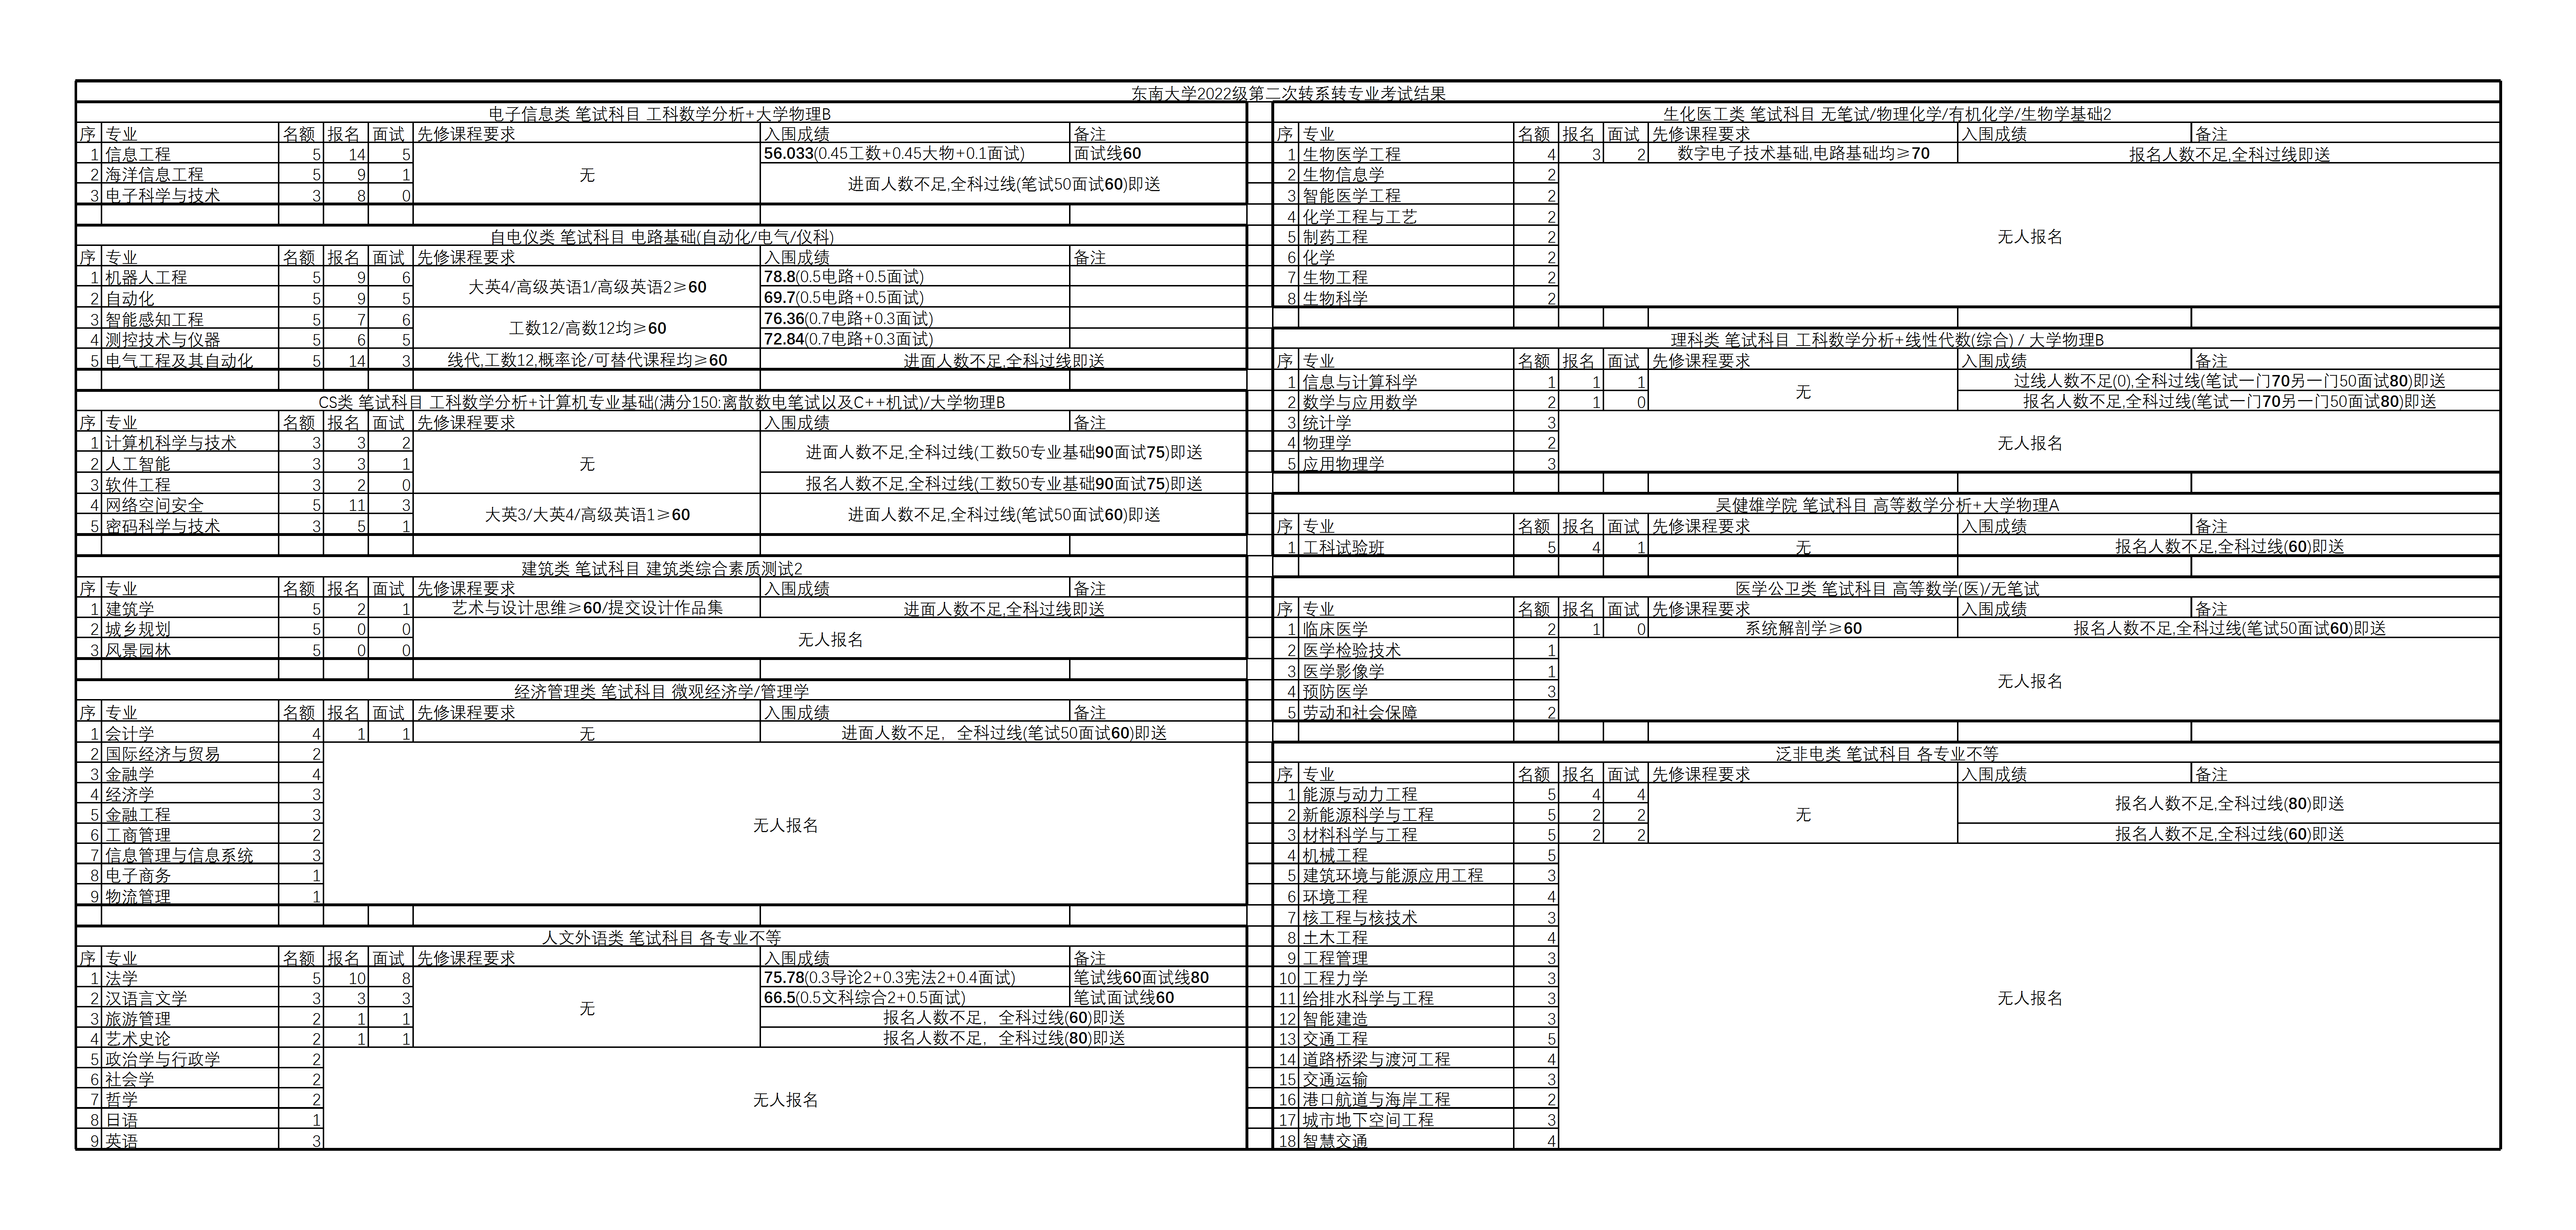 东南大学2022级第二次转系转专业考试结果
电子信息类 笔试科目 工科数学分析+大学物理B
序 专业 名额 报名 面试 先修课程要求 入围成绩 备注
1 信息工程 5 14 5 无 56.033(0.45工数+0.45大物+0.1面试) 面试线60
2 海洋信息工程 5 9 1 进面人数不足,全科过线(笔试50面试60)即送
3 电子科学与技术 3 8 0
自电仪类 笔试科目 电路基础(自动化/电气/仪科)
序 专业 名额 报名 面试 先修课程要求 入围成绩 备注
1 机器人工程 5 9 6 大英4/高级英语1/高级英语2≥60 78.8(0.5电路+0.5面试)
2 自动化 5 9 5 69.7(0.5电路+0.5面试)
3 智能感知工程 5 7 6 工数12/高数12均≥60 76.36(0.7电路+0.3面试)
4 测控技术与仪器 5 6 5 72.84(0.7电路+0.3面试)
5 电气工程及其自动化 5 14 3 线代,工数12,概率论/可替代课程均≥60 进面人数不足,全科过线即送
CS类 笔试科目 工科数学分析+计算机专业基础(满分150:离散数电笔试以及C++机试)/大学物理B
序 专业 名额 报名 面试 先修课程要求 入围成绩 备注
1 计算机科学与技术 3 3 2 无 进面人数不足,全科过线(工数50专业基础90面试75)即送
2 人工智能 3 3 1
3 软件工程 3 2 0 报名人数不足,全科过线(工数50专业基础90面试75)即送
4 网络空间安全 5 11 3 大英3/大英4/高级英语1≥60 进面人数不足,全科过线(笔试50面试60)即送
5 密码科学与技术 3 5 1
建筑类 笔试科目 建筑类综合素质测试2
序 专业 名额 报名 面试 先修课程要求 入围成绩 备注
1 建筑学 5 2 1 艺术与设计思维≥60/提交设计作品集 进面人数不足,全科过线即送
2 城乡规划 5 0 0 无人报名
3 风景园林 5 0 0
经济管理类 笔试科目 微观经济学/管理学
序 专业 名额 报名 面试 先修课程要求 入围成绩 备注
1 会计学 4 1 1 无 进面人数不足，全科过线(笔试50面试60)即送
2 国际经济与贸易 2
3 金融学 4
4 经济学 3
5 金融工程 3 无人报名
6 工商管理 2
7 信息管理与信息系统 3
8 电子商务 1
9 物流管理 1
人文外语类 笔试科目 各专业不等
序 专业 名额 报名 面试 先修课程要求 入围成绩 备注
1 法学 5 10 8 无 75.78(0.3导论2+0.3宪法2+0.4面试) 笔试线60面试线80
2 汉语言文学 3 3 3 66.5(0.5文科综合2+0.5面试) 笔试面试线60
3 旅游管理 2 1 1 报名人数不足，全科过线(60)即送
4 艺术史论 2 1 1 报名人数不足，全科过线(80)即送
5 政治学与行政学 2
6 社会学 2
7 哲学 2 无人报名
8 日语 1
9 英语 3
生化医工类 笔试科目 无笔试/物理化学/有机化学/生物学基础2
序 专业 名额 报名 面试 先修课程要求 入围成绩 备注
1 生物医学工程 4 3 2 数字电子技术基础,电路基础均≥70 报名人数不足,全科过线即送
2 生物信息学 2
3 智能医学工程 2
4 化学工程与工艺 2
5 制药工程 2 无人报名
6 化学 2
7 生物工程 2
8 生物科学 2
理科类 笔试科目 工科数学分析+线性代数(综合) / 大学物理B
序 专业 名额 报名 面试 先修课程要求 入围成绩 备注
1 信息与计算科学 1 1 1 无 过线人数不足(0),全科过线(笔试一门70另一门50面试80)即送
2 数学与应用数学 2 1 0 报名人数不足,全科过线(笔试一门70另一门50面试80)即送
3 统计学 3
4 物理学 2 无人报名
5 应用物理学 3
吴健雄学院 笔试科目 高等数学分析+大学物理A
序 专业 名额 报名 面试 先修课程要求 入围成绩 备注
1 工科试验班 5 4 1 无 报名人数不足,全科过线(60)即送
医学公卫类 笔试科目 高等数学(医)/无笔试
序 专业 名额 报名 面试 先修课程要求 入围成绩 备注
1 临床医学 2 1 0 系统解剖学≥60 报名人数不足,全科过线(笔试50面试60)即送
2 医学检验技术 1
3 医学影像学 1
4 预防医学 3 无人报名
5 劳动和社会保障 2
泛非电类 笔试科目 各专业不等
序 专业 名额 报名 面试 先修课程要求 入围成绩 备注
1 能源与动力工程 5 4 4 无 报名人数不足,全科过线(80)即送
2 新能源科学与工程 5 2 2
3 材料科学与工程 5 2 2 报名人数不足,全科过线(60)即送
4 机械工程 5
5 建筑环境与能源应用工程 3
6 环境工程 4
7 核工程与核技术 3
8 土木工程 4
9 工程管理 3
10 工程力学 3
11 给排水科学与工程 3 无人报名
12 智能建造 3
13 交通工程 5
14 道路桥梁与渡河工程 4
15 交通运输 3
16 港口航道与海岸工程 2
17 城市地下空间工程 3
18 智慧交通 4